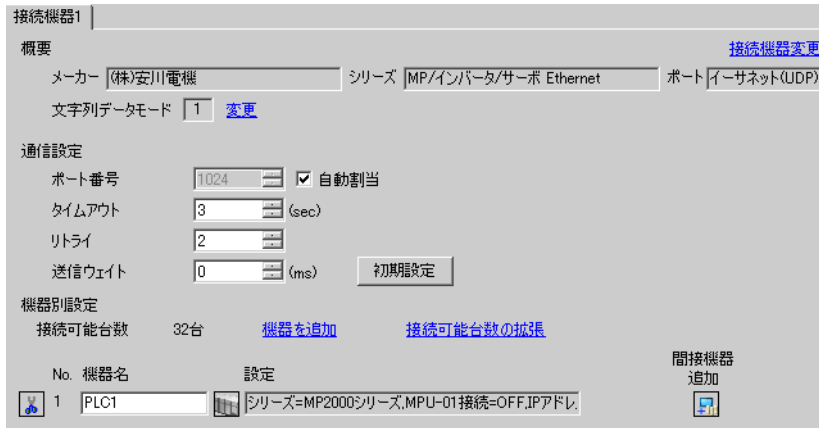 接続機器1
概要
接続機器変更
メーカー (株)安川電機 シリーズ MP/インバータ/サーボ Ethernet ポート イーサネット(UDP)
文字列データモード 1 変更
通信設定
ポート番号 1024 自動割当
タイムアウト 3 (sec)
リトライ 2
送信ウェイト 0 (ms) 初期設定
機器別設定
接続可能台数 32台 機器を追加 接続可能台数の拡張
間接機器
追加
No. 機器名 設定
1 PLC1 シリーズ=MP2000シリーズ,MPU-01接続=OFF,IPアドレ